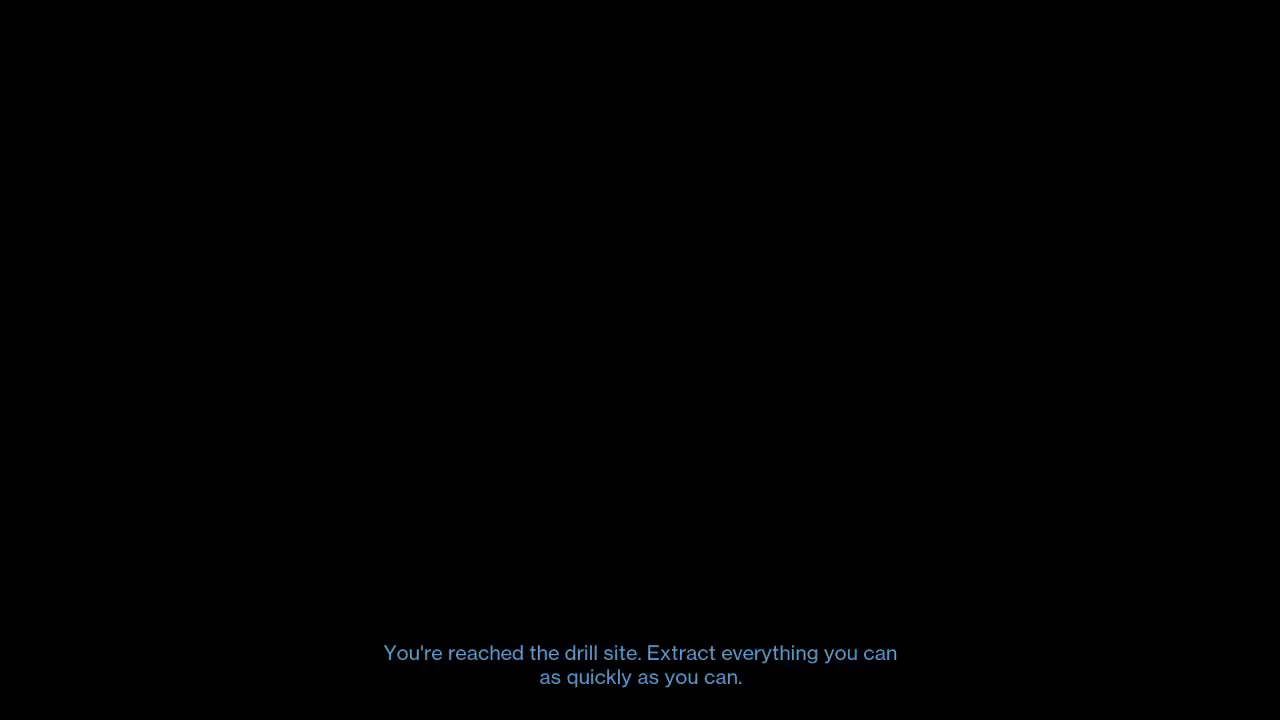 You're reached the drill site. Extract everything you can
as quickly as you can.